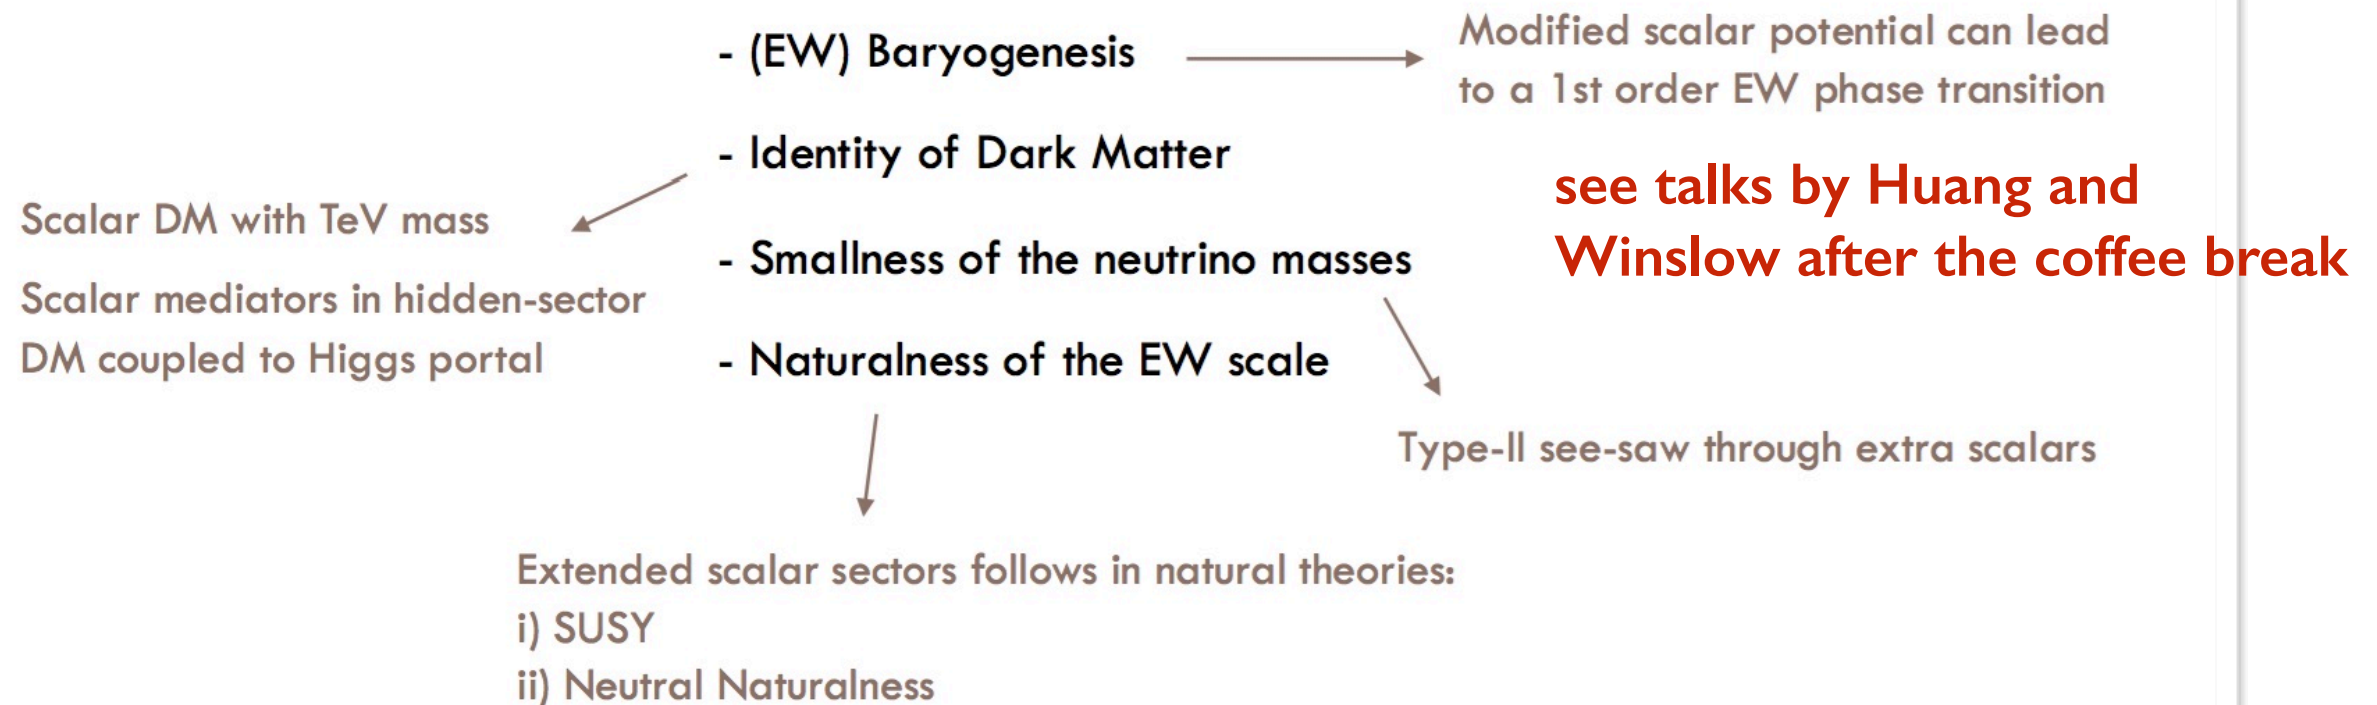 - (EW) Baryogenesis
Modified scalar potential can lead
to a 1st order EW phase transition
- Identity of Dark Matter
see talks by Huang and
Winslow after the coffee break
Scalar DM with TeV mass
Scalar mediators in hidden-sector
DM coupled to Higgs portal
- Smallness of the neutrino masses
- Naturalness of the EW scale
Type-II see-saw through extra scalars
Extended scalar sectors follows in natural theories:
i) SUSY
ii) Neutral Naturalness